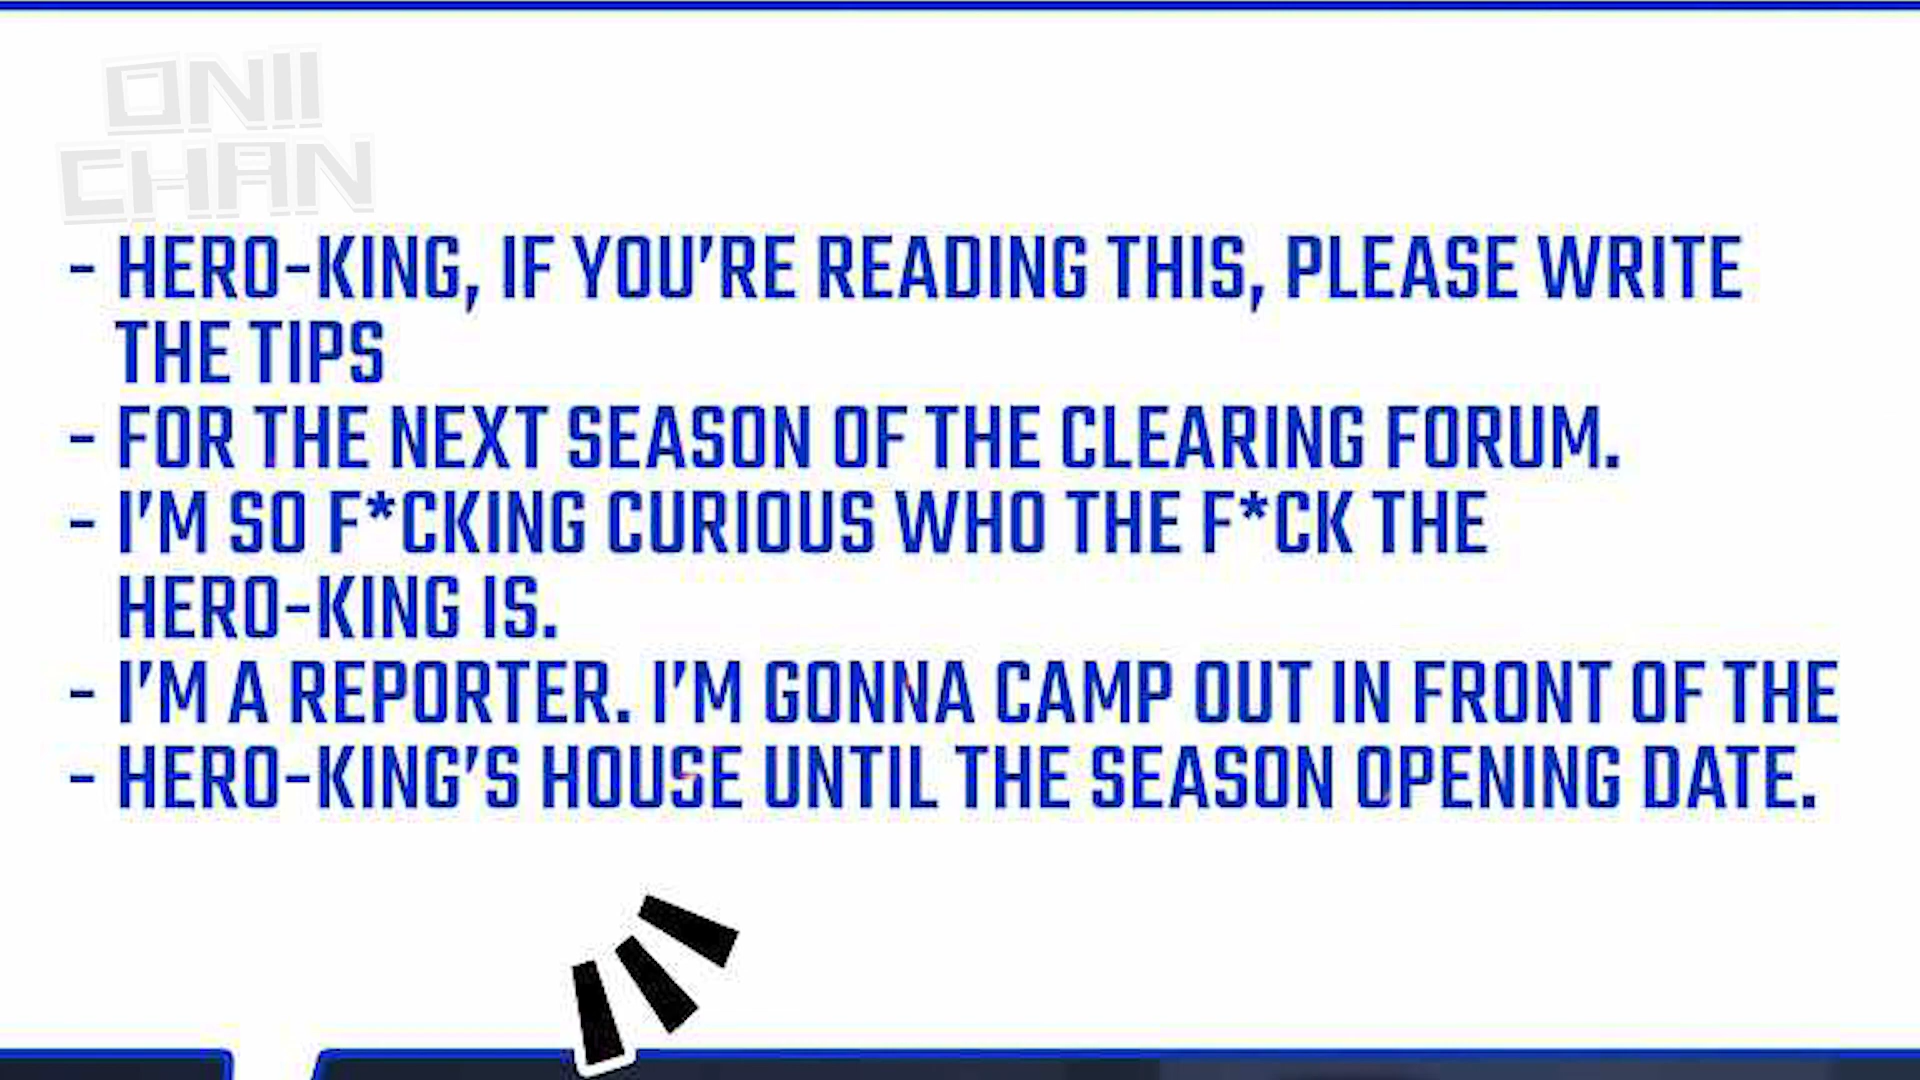 ONII
CHAN
- HERO-KING, IF YOU'RE READING THIS, PLEASE WRITE
THE TIPS
- FOR THE NEXT SEASON OF THE CLEARING FORUM.
- I'M SO F*CKING CURIOUS WHO THE F*CK THE
HERO-KING IS.
- I'M A REPORTER. I'M GONNA CAMP OUT IN FRONT OF THE
- HERO-KING'S HOUSE UNTIL THE SEASON OPENING DATE.